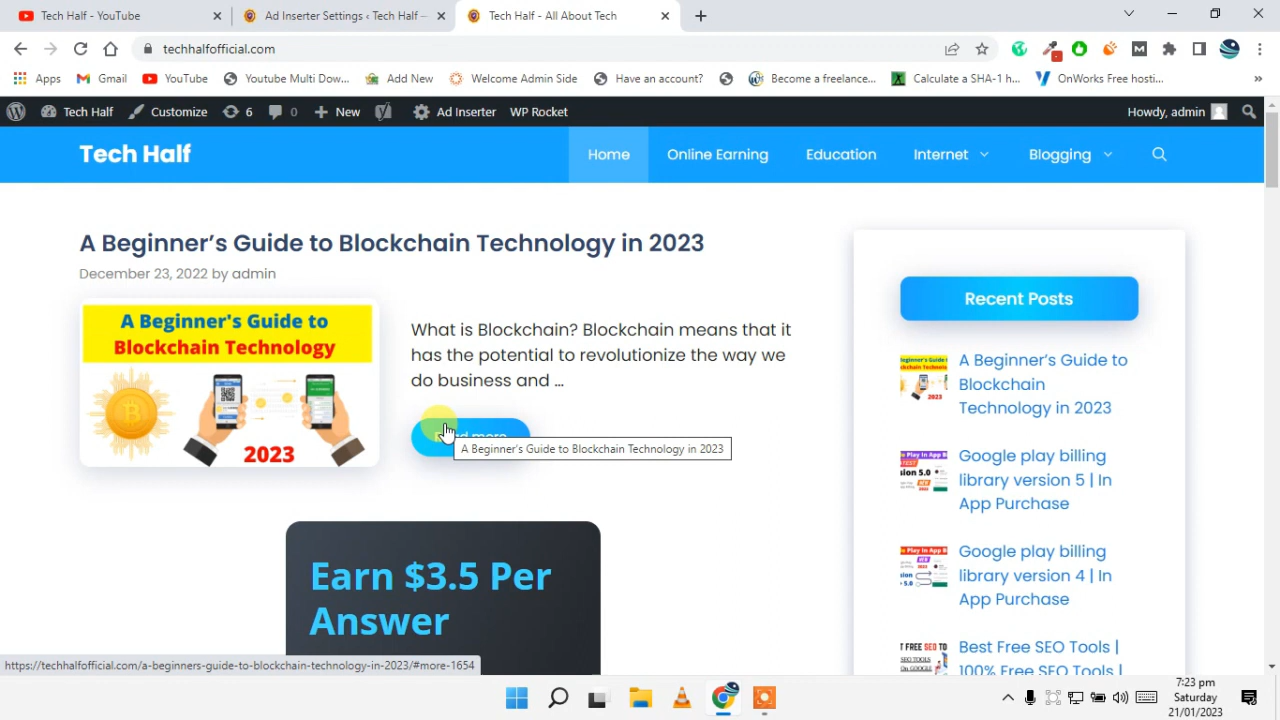 Tech Half - YouTube
Ad Inserter Settings ‹ Tech Half —
Tech Half - All About Tech
techhalfofficial.com
Apps
Gmail
YouTube
Youtube Multi Dow...
Add New
Welcome Admin Side
Have an account?
Become a freelance...
Calculate a SHA-1 h...
OnWorks Free hosti...
Tech Half
Customize
6
0
New
Ad Inserter
WP Rocket
Howdy, admin
Tech Half
Home
Online Earning
Education
Internet
Blogging
A Beginner's Guide to Blockchain Technology in 2023
December 23, 2022 by admin
A Beginner's Guide to
Blockchain Technology
2023
What is Blockchain? Blockchain means that it
has the potential to revolutionize the way we
do business and ...
A Beginner's Guide to Blockchain Technology in 2023
Earn $3.5 Per
Answer
Recent Posts
A Beginner's Guide to
Blockchain
Technology in 2023
Google play billing
library version 5 | In
App Purchase
Google play billing
library version 4 | In
App Purchase
Best Free SEO Tools |
100% Free SEO Tools |
https://techhalfofficial.com/a-beginners-guide-to-blockchain-technology-in-2023/#more-1654
7:23 pm
Saturday
21/01/2023